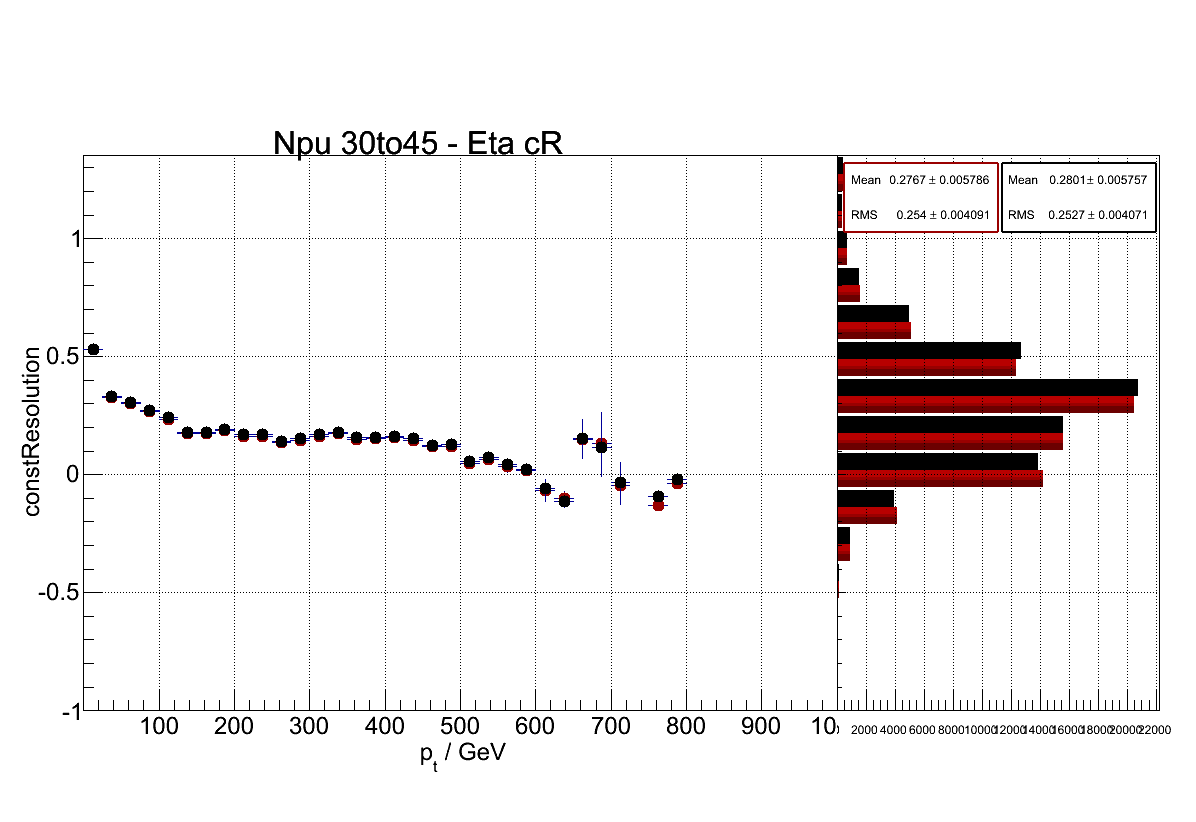 Npu 30to45 - Eta cR
Mean 0.2767 ± 0.005786
RMS 0.254 ± 0.004091
Mean 0.2801± 0.005757
RMS 0.2527 ± 0.004071
constResolution
1
0.5
0
-0.5
-1
100 200 300 400 500 600 700 800 900 10
2000 4000 6000 8000 10000 12000 14000 16000 18000 20000 22000
p_t / GeV